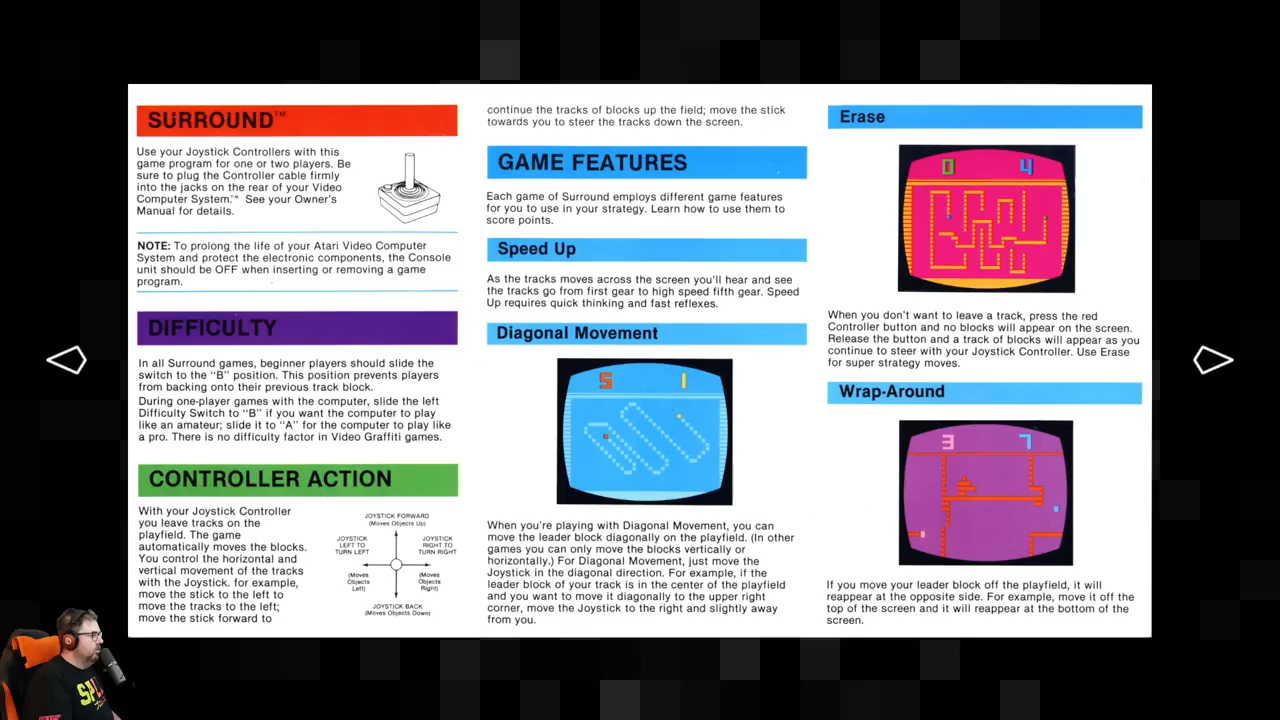 SURROUND™
Use your Joystick Controllers with this
game program for one or two players. Be
sure to plug the Controller cable firmly
into the jacks on the rear of your Video
Computer System.™ See your Owner's
Manual for details.
NOTE: To prolong the life of your Atari Video Computer
System and protect the electronic components, the Console
unit should be OFF when inserting or removing a game
program.
DIFFICULTY
In all Surround games, beginner players should slide the
switch to the "B" position. This position prevents players
from backing onto their previous track block.
During one-player games with the computer, slide the left
Difficulty Switch to "B" if you want the computer to play
like an amateur; slide it to "A" for the computer to play like
a pro. There is no difficulty factor in Video Graffiti games.
CONTROLLER ACTION
With your Joystick Controller
you leave tracks on the
playfield. The game
automatically moves the blocks.
You control the horizontal and
vertical movement of the tracks
with the Joystick. for example,
move the stick to the left to
move the tracks to the left;
move the stick forward to
JOYSTICK FORWARD
(Moves Objects Up)
JOYSTICK
LEFT TO
TURN LEFT
JOYSTICK
RIGHT TO
TURN RIGHT
(Moves
Objects
Left)
(Moves
Objects
Right)
JOYSTICK BACK
(Moves Objects Down)
continue the tracks of blocks up the field; move the stick
towards you to steer the tracks down the screen.
GAME FEATURES
Each game of Surround employs different game features
for you to use in your strategy. Learn how to use them to
score points.
Speed Up
As the tracks moves across the screen you'll hear and see
the tracks go from first gear to high speed fifth gear. Speed
Up requires quick thinking and fast reflexes.
Diagonal Movement
5 1
When you're playing with Diagonal Movement, you can
move the leader block diagonally on the playfield. (In other
games you can only move the blocks vertically or
horizontally.) For Diagonal Movement, just move the
Joystick in the diagonal direction. For example, if the
leader block of your track is in the center of the playfield
and you want to move it diagonally to the upper right
corner, move the Joystick to the right and slightly away
from you.
Erase
0 4
When you don't want to leave a track, press the red
Controller button and no blocks will appear on the screen.
Release the button and a track of blocks will appear as you
continue to steer with your Joystick Controller. Use Erase
for super strategy moves.
Wrap-Around
3 7
If you move your leader block off the playfield, it will
reappear at the opposite side. For example, move it off the
top of the screen and it will reappear at the bottom of the
screen.